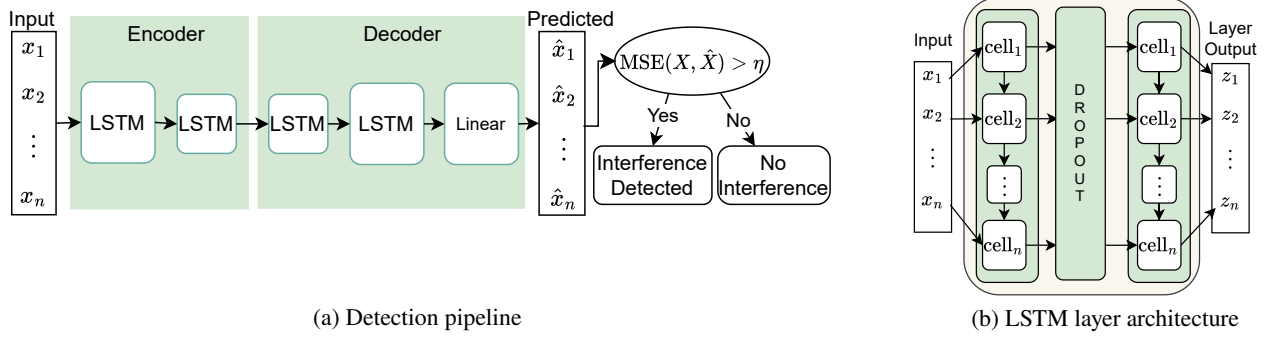 Input
x₁
x₂
⋮
xₙ
Encoder
LSTM
LSTM
Decoder
LSTM
LSTM
Linear
Predicted
x̂₁
x̂₂
⋮
x̂ₙ
MSE(X, X̂) > η
Yes
No
Interference
Detected
No
Interference
(a) Detection pipeline
Input
x₁
x₂
⋮
xₙ
cell₁
cell₂
⋮
cellₙ
DROPOUT
cell₁
cell₂
⋮
cellₙ
Layer
Output
z₁
z₂
⋮
zₙ
(b) LSTM layer architecture